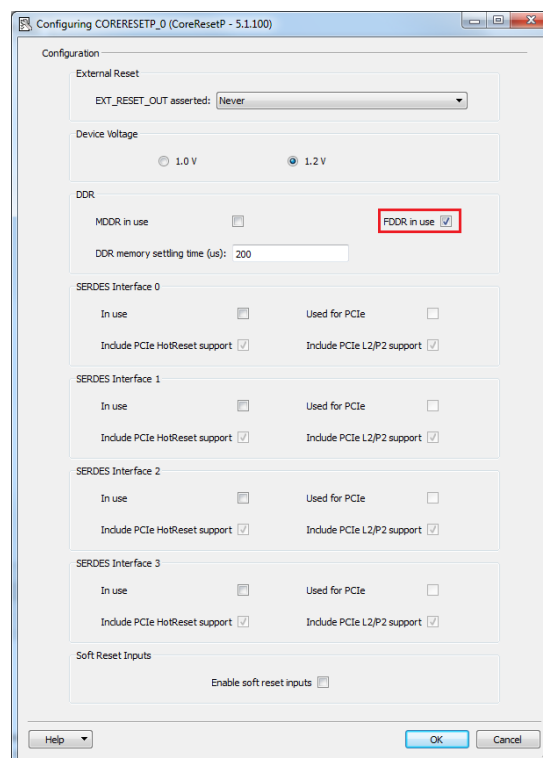 Configuring CORERESETP_0 (CoreResetP - 5.1.100)
Configuration
External Reset
EXT_RESET_OUT asserted: Never
Device Voltage
1.0 V 1.2 V
DDR
MDDR in use FDDR in use
DDR memory settling time (us): 200
SERDES Interface 0
In use Used for PCIe
Include PCIe HotReset support Include PCIe L2/P2 support
SERDES Interface 1
In use Used for PCIe
Include PCIe HotReset support Include PCIe L2/P2 support
SERDES Interface 2
In use Used for PCIe
Include PCIe HotReset support Include PCIe L2/P2 support
SERDES Interface 3
In use Used for PCIe
Include PCIe HotReset support Include PCIe L2/P2 support
Soft Reset Inputs
Enable soft reset inputs
Help OK Cancel